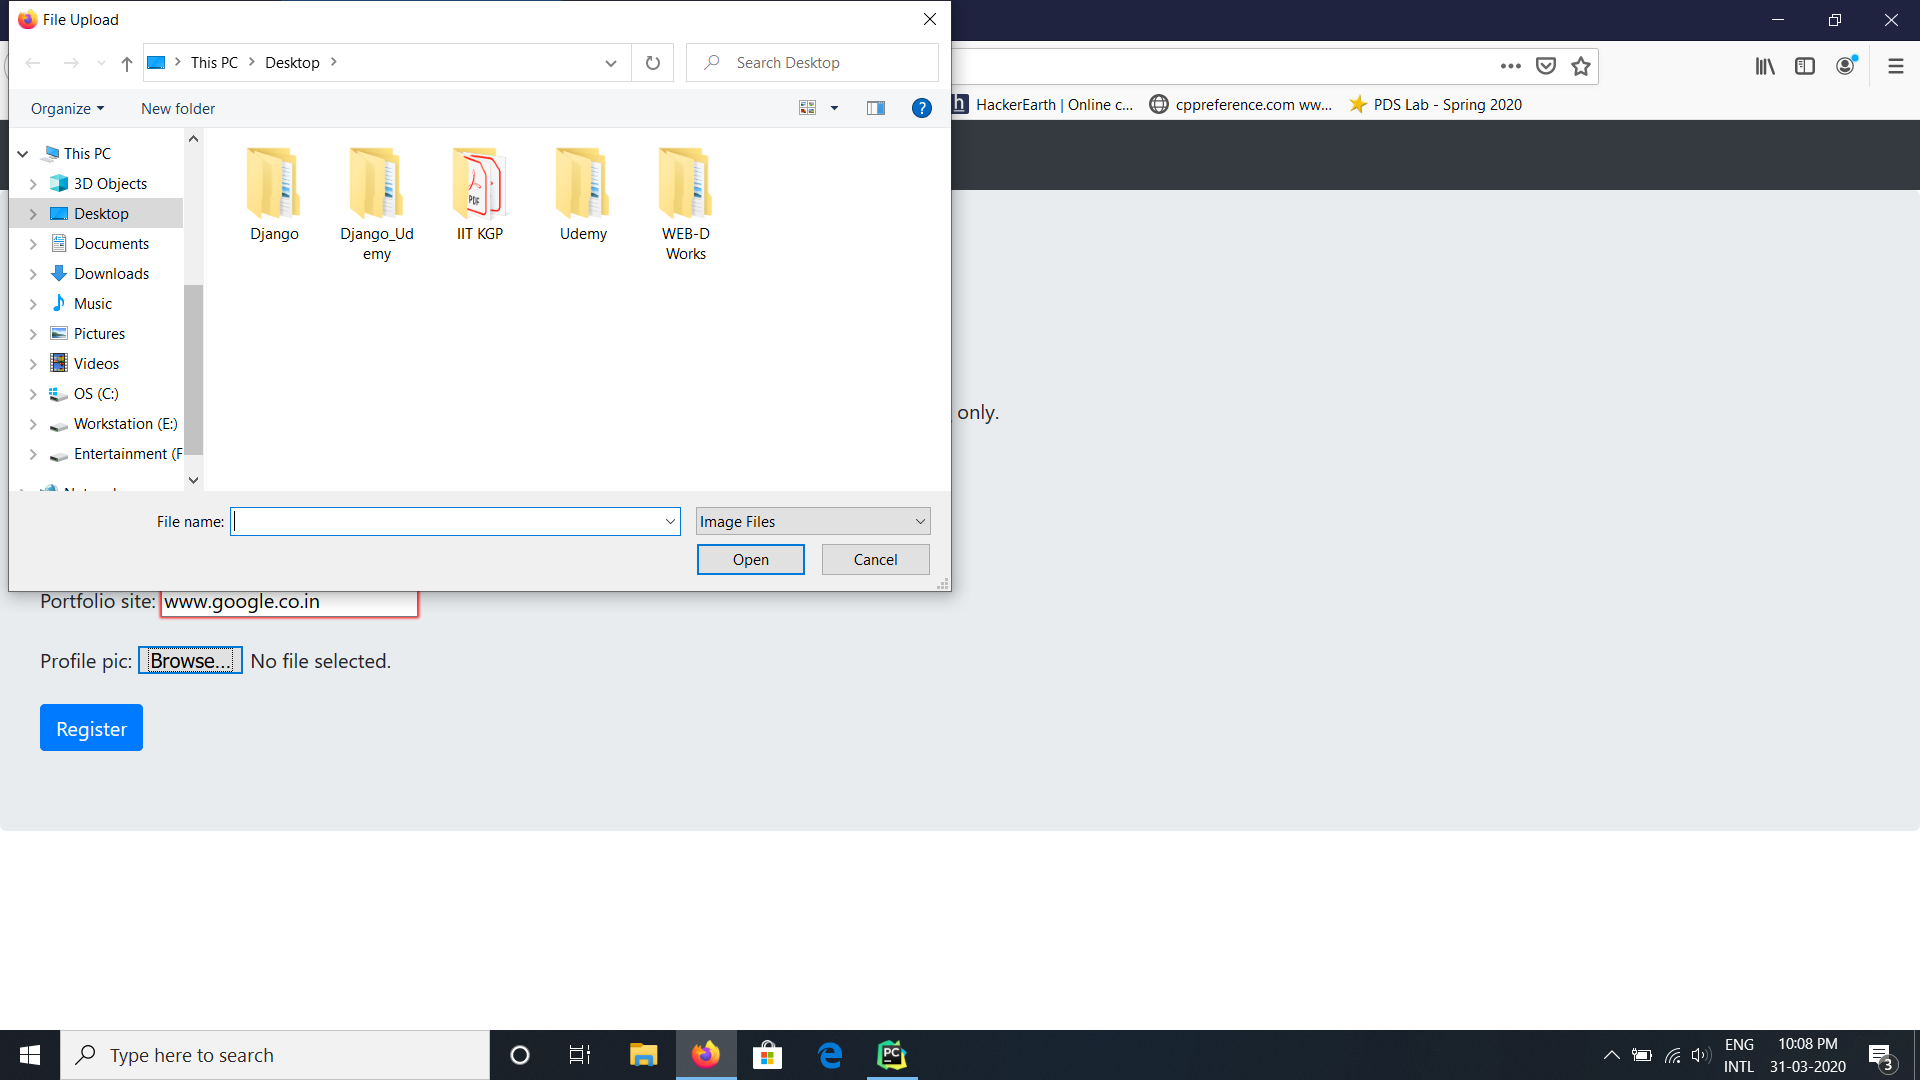 File Upload
This PC
Desktop
Search Desktop
Organize
New folder
HackerEarth | Online c...
cppreference.com ww...
PDS Lab - Spring 2020
This PC
3D Objects
Desktop
Documents
Downloads
Music
Pictures
Videos
OS (C:)
Workstation (E:)
Entertainment (F
Django
Django_Ud
emy
PDF
IIT KGP
Udemy
WEB-D
Works
only.
File name:
Image Files
Open
Cancel
Portfolio site: www.google.co.in
Profile pic: Browse... No file selected.
Register
Type here to search
PC
ENG
INTL
10:08 PM
31-03-2020
3